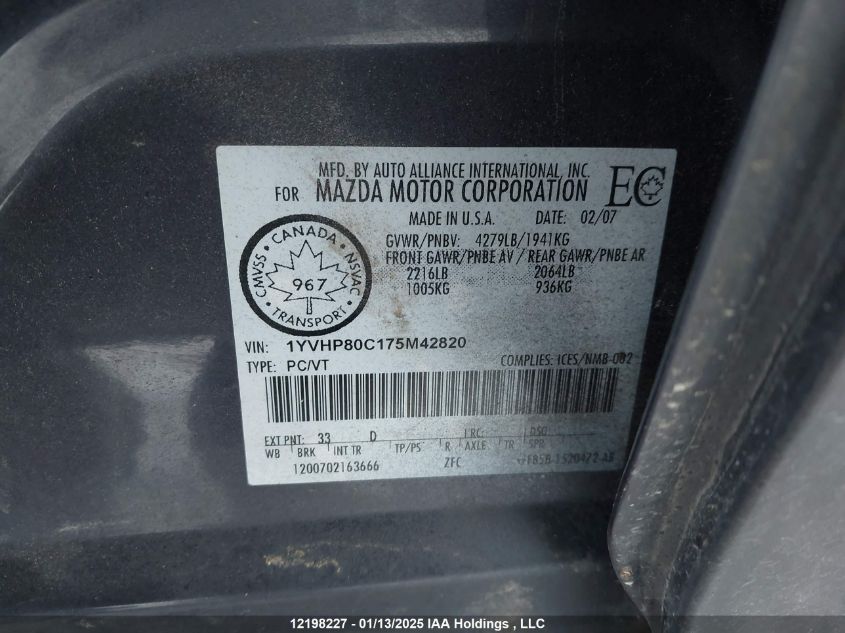 MFD. BY AUTO ALLIANCE INTERNATIONAL, INC.
FOR MAZDA MOTOR CORPORATION EC
MADE IN U.S.A. DATE: 02/07
GVWR/PNBV: 4279LB/1941KG
FRONT GAWR/PNBE AV / REAR GAWR/PNBE AR
2216LB 2064LB
1005KG 936KG
CANADA
CMVSS NSVAC
967
TRANSPORT
VIN: 1YVHP80C175M42820
TYPE: PC/VT COMPLIES: ICES/NMB-002
EXT PNT: 33 D RC: DSO
WB BRK INT TR TP/PS R AXLE TR SPR
1200702163666 ZFC
12198227 - 01/13/2025 IAA Holdings , LLC